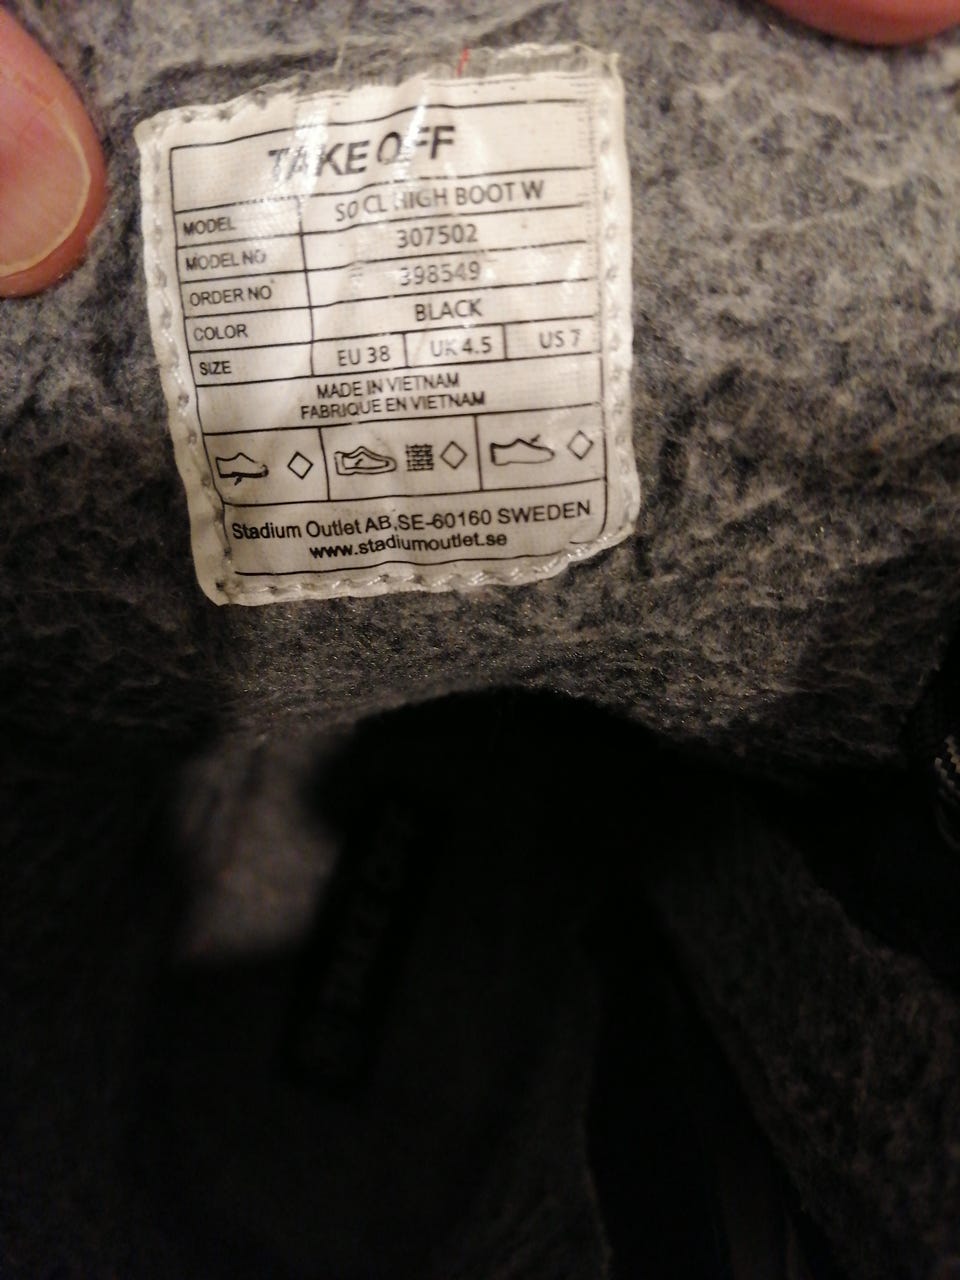 TAKE OFF
MODEL SO CL HIGH BOOT W
MODEL NO 307502
ORDER NO 398549
COLOR BLACK
SIZE EU 38 UK 4.5 US 7
MADE IN VIETNAM
FABRIQUE EN VIETNAM
Stadium Outlet AB,SE-60160 SWEDEN
www.stadiumoutlet.se